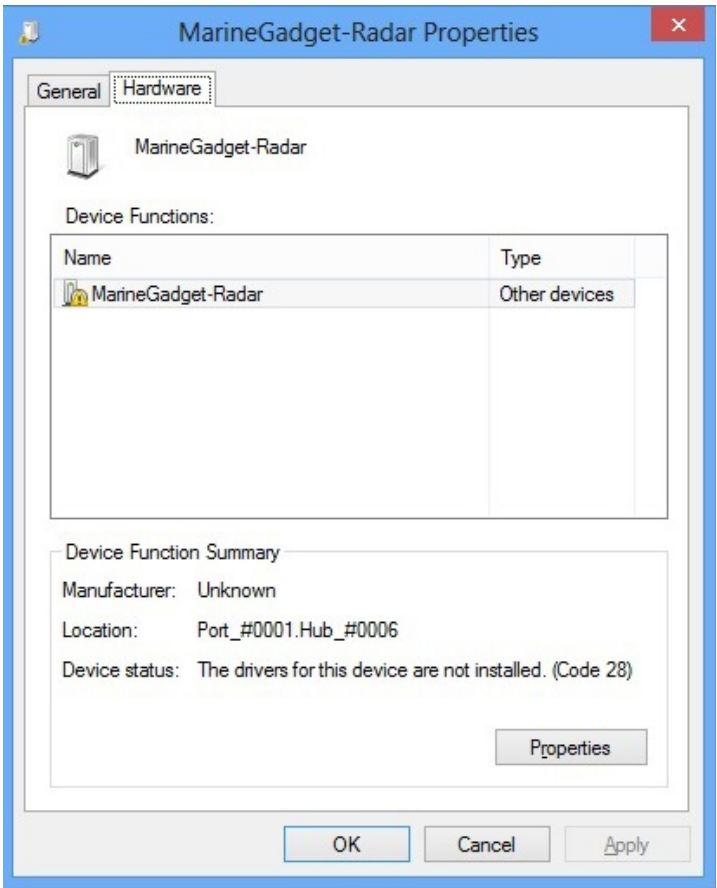 MarineGadget-Radar Properties
General Hardware
MarineGadget-Radar
Device Functions:
Name Type
MarineGadget-Radar Other devices
Device Function Summary
Manufacturer: Unknown
Location: Port_#0001.Hub_#0006
Device status: The drivers for this device are not installed. (Code 28)
Properties
OK Cancel Apply